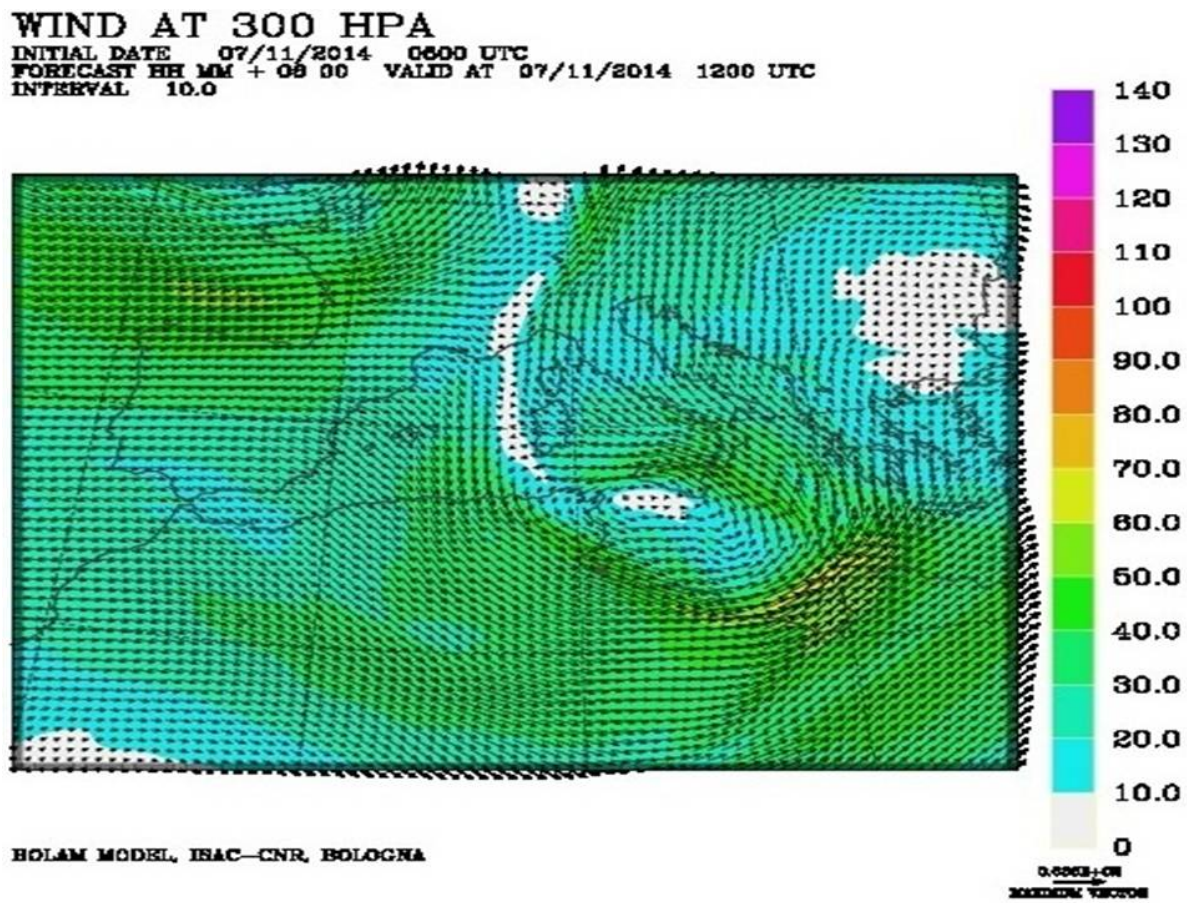 WIND AT 300 HPA
INITIAL DATE 07/11/2014 0600 UTC
FORECAST HH MM + 06 00 VALID AT 07/11/2014 1200 UTC
INTERVAL 10.0
140
130
120
110
100
90.0
80.0
70.0
60.0
50.0
40.0
30.0
20.0
10.0
0
MAXIMUM VECTOR
BOLAM MODEL, ISAC-CNR, BOLOGNA